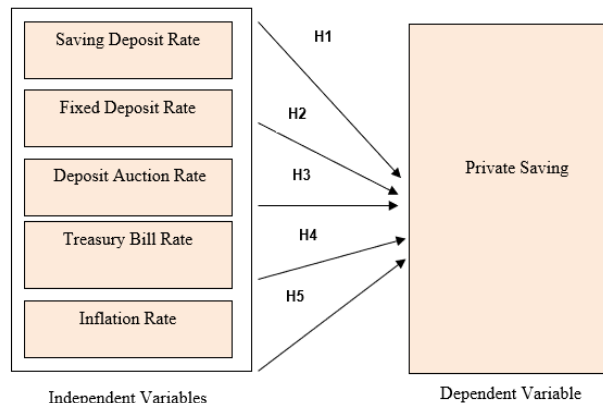 Saving Deposit Rate
H1
Fixed Deposit Rate
H2
Deposit Auction Rate
H3
Private Saving
Treasury Bill Rate
H4
H5
Inflation Rate
Independent Variables
Dependent Variable